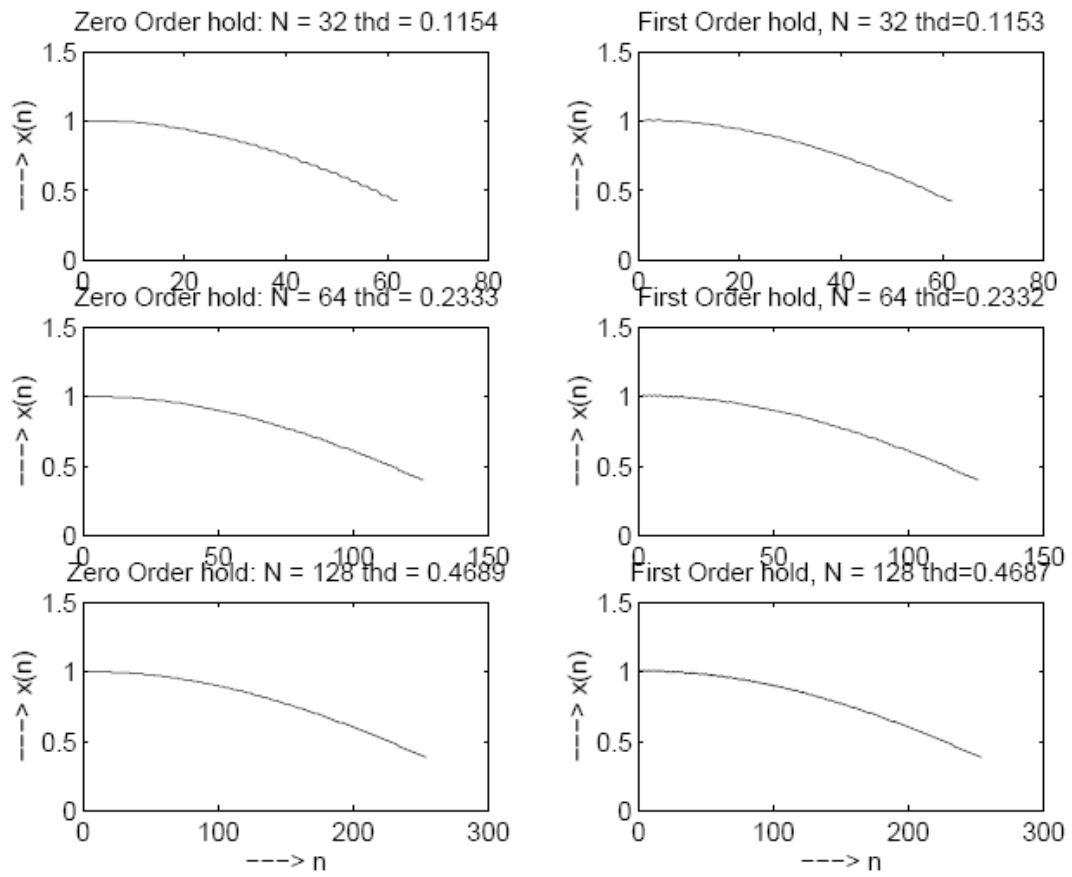 Zero Order hold: N = 32 thd = 0.1154
1.5
1
0.5
0
----> x(n)
0 20 40 60 80
First Order hold, N = 32 thd=0.1153
1.5
1
0.5
0
----> x(n)
0 20 40 60 80
Zero Order hold: N = 64 thd = 0.2333
1.5
1
0.5
0
----> x(n)
0 50 100 150
First Order hold, N = 64 thd=0.2332
1.5
1
0.5
0
----> x(n)
0 50 100 150
Zero Order hold: N = 128 thd = 0.4689
1.5
1
0.5
0
----> x(n)
0 100 200 300
----> n
First Order hold, N = 128 thd=0.4687
1.5
1
0.5
0
----> x(n)
0 100 200 300
----> n